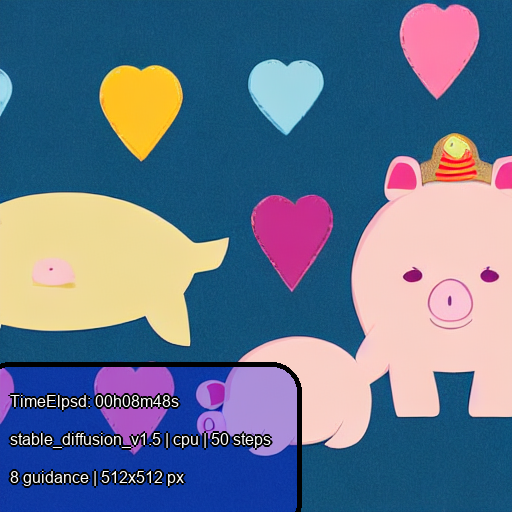 TimeElpsd: 00h08m48s
stable_diffusion_v1.5 | cpu | 50 steps
8 guidance | 512x512 px